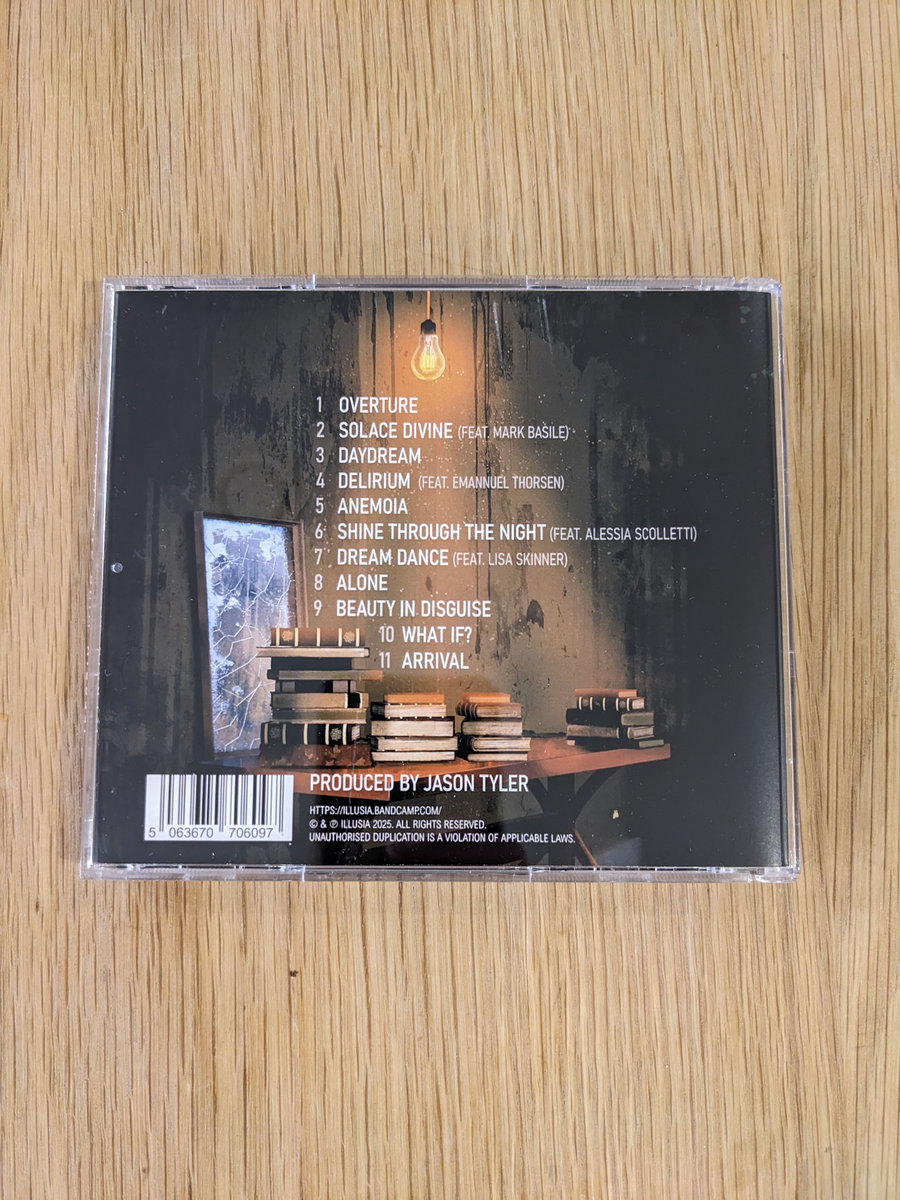 1 OVERTURE
2 SOLACE DIVINE (FEAT. MARK BASILE)
3 DAYDREAM
4 DELIRIUM (FEAT. EMANNUEL THORSEN)
5 ANEMOIA
6 SHINE THROUGH THE NIGHT (FEAT. ALESSIA SCOLLETTI)
7 DREAM DANCE (FEAT. LISA SKINNER)
8 ALONE
9 BEAUTY IN DISGUISE
10 WHAT IF?
11 ARRIVAL
PRODUCED BY JASON TYLER
HTTPS://ILLUSIA.BANDCAMP.COM/
© & ℗ ILLUSIA 2025. ALL RIGHTS RESERVED.
UNAUTHORISED DUPLICATION IS A VIOLATION OF APPLICABLE LAWS.
5 063670 706097